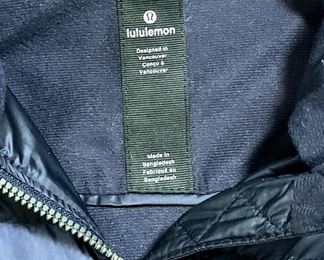 lululemon
Designed in
Vancouver
Conçu à
Vancouver
Made in
Bangladesh
Fabriqué au
Bangladesh